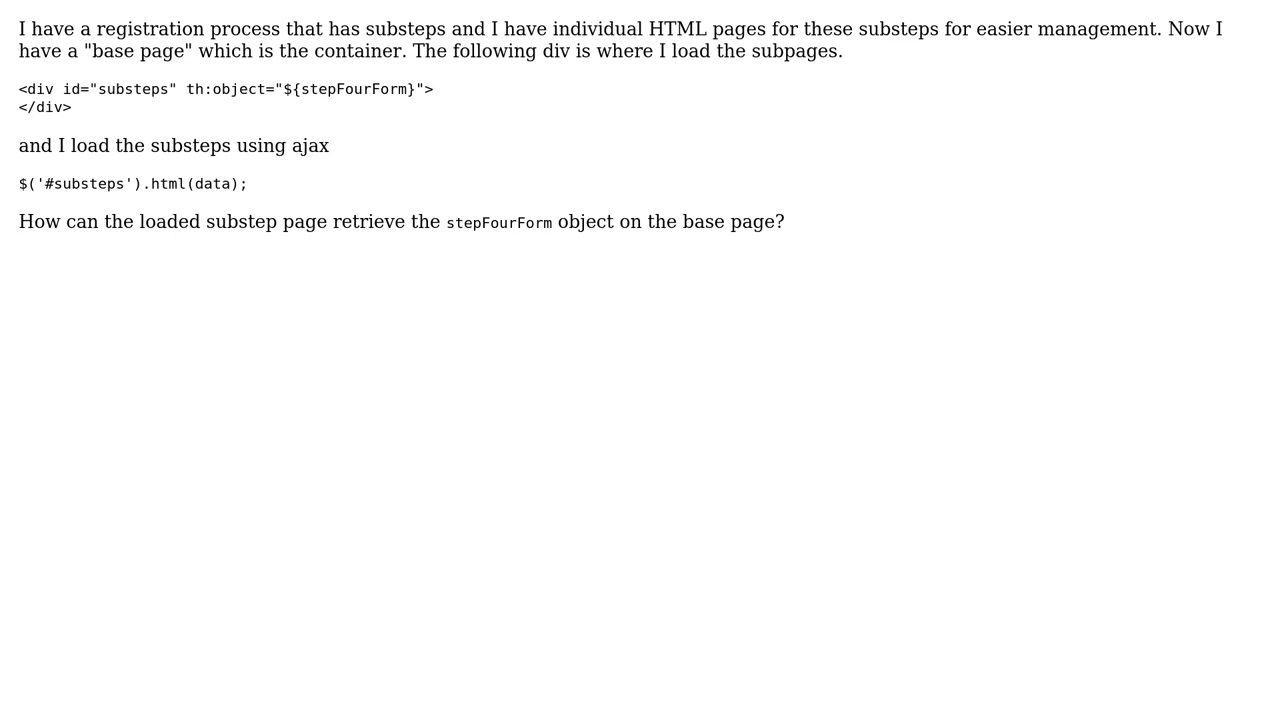 I have a registration process that has substeps and I have individual HTML pages for these substeps for easier management. Now I
have a "base page" which is the container. The following div is where I load the subpages.
<div id="substeps" th:object="${stepFourForm}">
</div>
and I load the substeps using ajax
$('#substeps').html(data);
How can the loaded substep page retrieve the stepFourForm object on the base page?